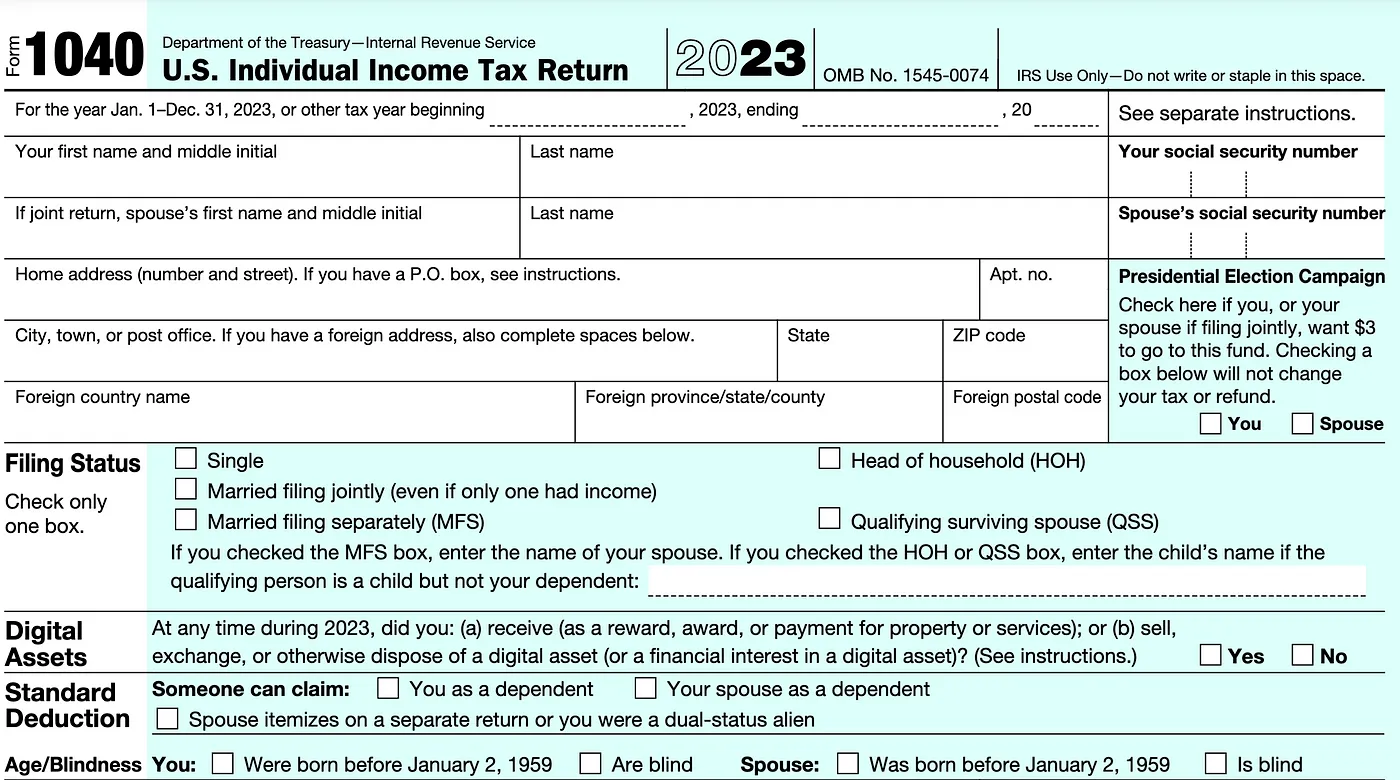 Form 1040 Department of the Treasury—Internal Revenue Service
U.S. Individual Income Tax Return
2023
OMB No. 1545-0074
IRS Use Only—Do not write or staple in this space.
For the year Jan. 1–Dec. 31, 2023, or other tax year beginning , 2023, ending , 20
See separate instructions.
Your first name and middle initial
Last name
Your social security number
If joint return, spouse’s first name and middle initial
Last name
Spouse’s social security number
Home address (number and street). If you have a P.O. box, see instructions.
Apt. no.
City, town, or post office. If you have a foreign address, also complete spaces below.
State
ZIP code
Foreign country name
Foreign province/state/county
Foreign postal code
Presidential Election Campaign
Check here if you, or your
spouse if filing jointly, want $3
to go to this fund. Checking a
box below will not change
your tax or refund.
You Spouse
Filing Status
Check only
one box.
Single
Married filing jointly (even if only one had income)
Married filing separately (MFS)
Head of household (HOH)
Qualifying surviving spouse (QSS)
If you checked the MFS box, enter the name of your spouse. If you checked the HOH or QSS box, enter the child’s name if the
qualifying person is a child but not your dependent:
Digital
Assets
At any time during 2023, did you: (a) receive (as a reward, award, or payment for property or services); or (b) sell,
exchange, or otherwise dispose of a digital asset (or a financial interest in a digital asset)? (See instructions.)
Yes No
Standard
Deduction
Someone can claim: You as a dependent Your spouse as a dependent
Spouse itemizes on a separate return or you were a dual-status alien
Age/Blindness You: Were born before January 2, 1959 Are blind Spouse: Was born before January 2, 1959 Is blind